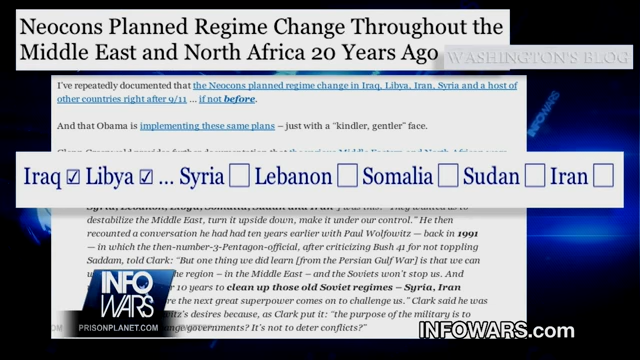 Neocons Planned Regime Change Throughout the
Middle East and North Africa 20 Years Ago
WASHINGTON'S BLOG
I've repeatedly documented that the Neocons planned regime change in Iraq, Libya, Iran, Syria and a host of
other countries right after 9/11 ... if not before.
And that Obama is implementing these same plans – just with a "kindler, gentler" face.
INFOWARS
Iraq ☑ Libya ☑ ... Syria ☐ Lebanon ☐ Somalia ☐ Sudan ☐ Iran ☐
destabilize the Middle East, turn it upside down, make it under our control." He then
recounted a conversation he had had ten years earlier with Paul Wolfowitz — back in 1991
— in which the then-number-3-Pentagon-official, after criticizing Bush 41 for not toppling
Saddam, told Clark: "But one thing we did learn [from the Persian Gulf War] is that we can
the region – in the Middle East – and the Soviets won't stop us. And
10 years to clean up those old Soviet regimes – Syria, Iran
the next great superpower comes on to challenge us." Clark said he was
desires because, as Clark put it: "the purpose of the military is to
governments? It's not to deter conflicts?"
INFO
WARS
PRISONPLANET.COM
INFOWARS.com